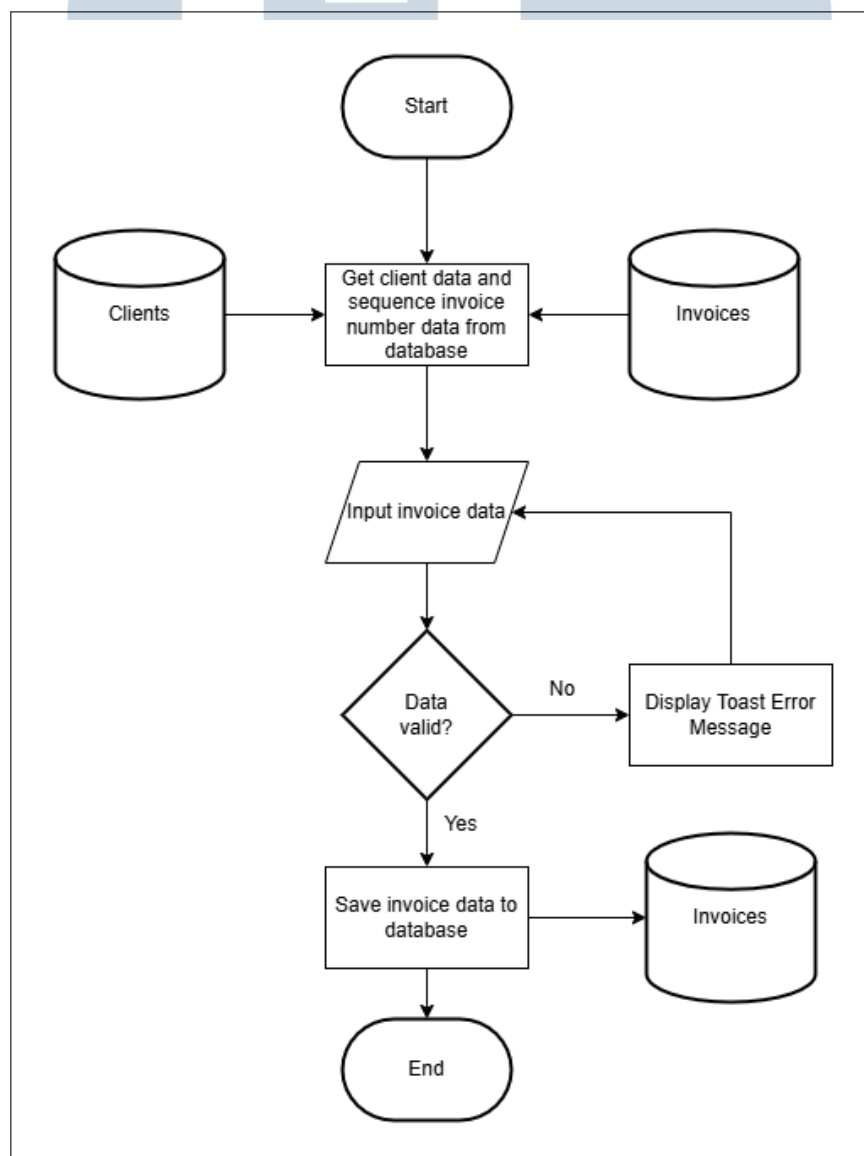 Start
Clients
Get client data and
sequence invoice
number data from
database
Invoices
Input invoice data
Data
valid?
No
Display Toast Error
Message
Yes
Save invoice data to
database
Invoices
End